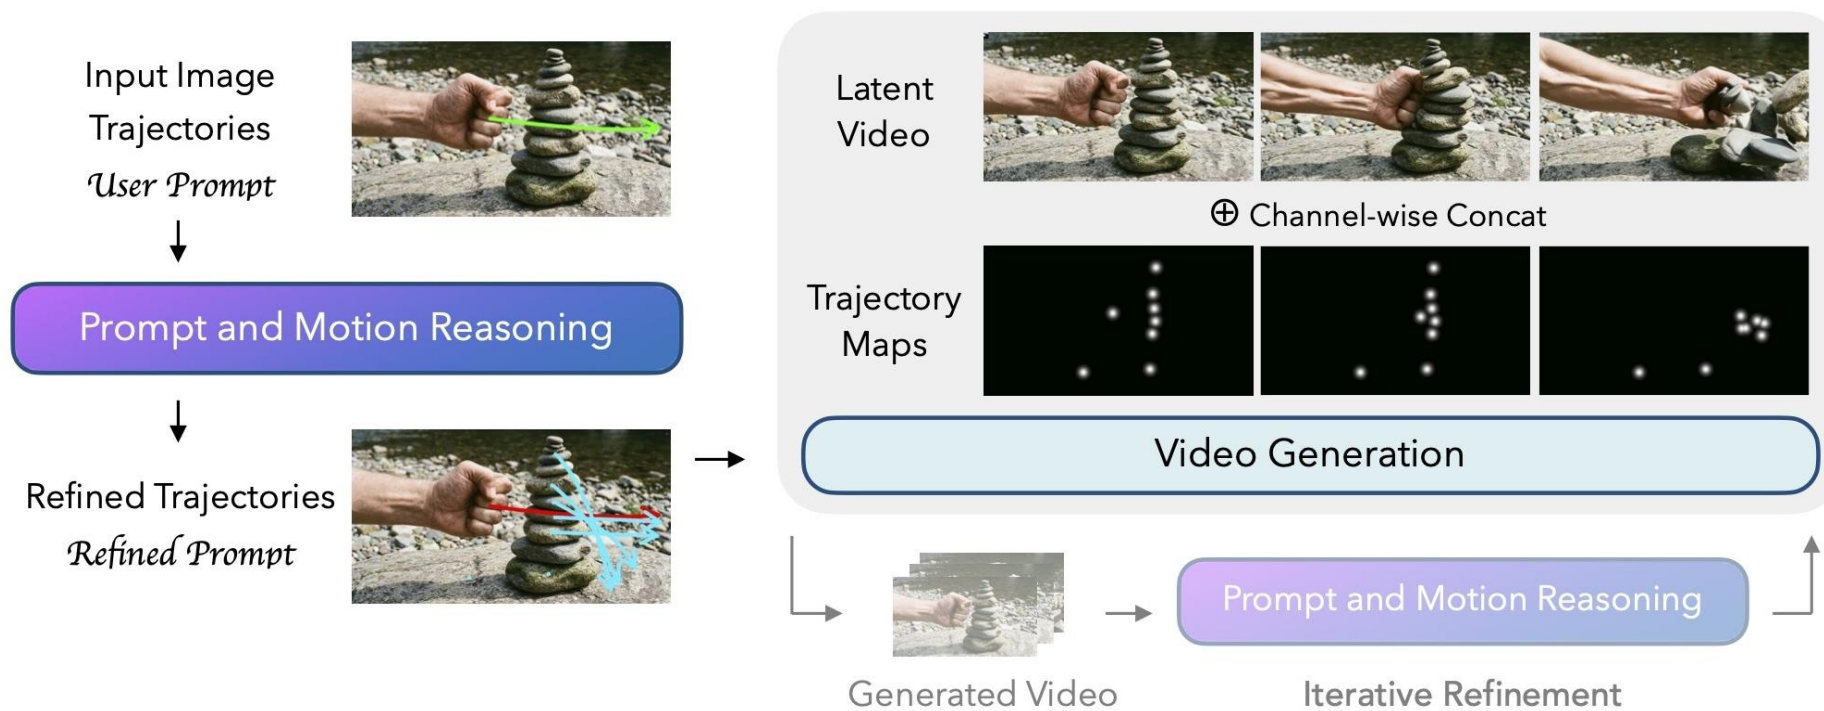 Input Image
Trajectories
User Prompt
Prompt and Motion Reasoning
Refined Trajectories
Refined Prompt
Latent
Video
⊕ Channel-wise Concat
Trajectory
Maps
Video Generation
Generated Video
Prompt and Motion Reasoning
Iterative Refinement